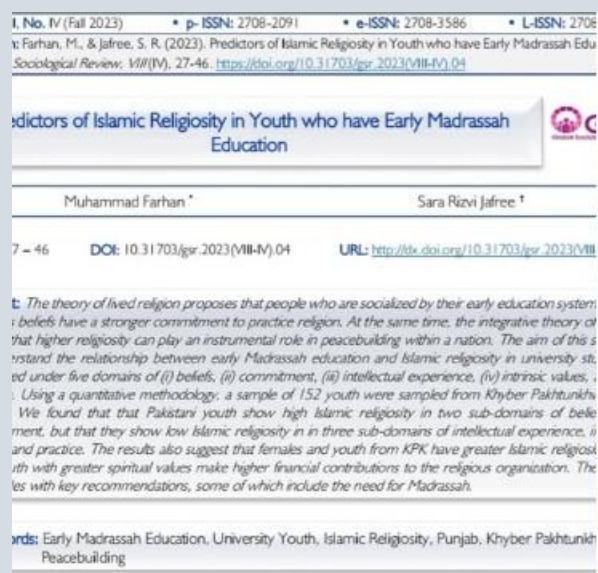 I, No. IV (Fall 2023) • p- ISSN: 2708-2091 • e-ISSN: 2708-3586 • L-ISSN: 2708
n: Farhan, M., & Jafree, S. R. (2023). Predictors of Islamic Religiosity in Youth who have Early Madrassah Edu
Sociological Review, VIII(IV), 27-46. https://doi.org/10.31703/gsr.2023(VIII-IV).04
edictors of Islamic Religiosity in Youth who have Early Madrassah
Education
Muhammad Farhan * Sara Rizvi Jafree †
7 – 46 DOI: 10.31703/gsr.2023(VIII-IV).04 URL: http://dx.doi.org/10.31703/gsr.2023(VIII
t: The theory of lived religion proposes that people who are socialized by their early education system
beliefs have a stronger commitment to practice religion. At the same time, the integrative theory of
that higher religiosity can play an instrumental role in peacebuilding within a nation. The aim of this s
erstand the relationship between early Madrassah education and Islamic religiosity in university stu
ed under five domains of (i) beliefs, (ii) commitment, (iii) intellectual experience, (iv) intrinsic values,
. Using a quantitative methodology, a sample of 152 youth were sampled from Khyber Pakhtunkh
We found that that Pakistani youth show high Islamic religiosity in two sub-domains of belie
ment, but that they show low Islamic religiosity in in three sub-domains of intellectual experience, i
and practice. The results also suggest that females and youth from KPK have greater Islamic religiosi
uth with greater spiritual values make higher financial contributions to the religious organization. The
les with key recommendations, some of which include the need for Madrassah.
ords: Early Madrassah Education, University Youth, Islamic Religiosity, Punjab, Khyber Pakhtunkh
Peacebuilding